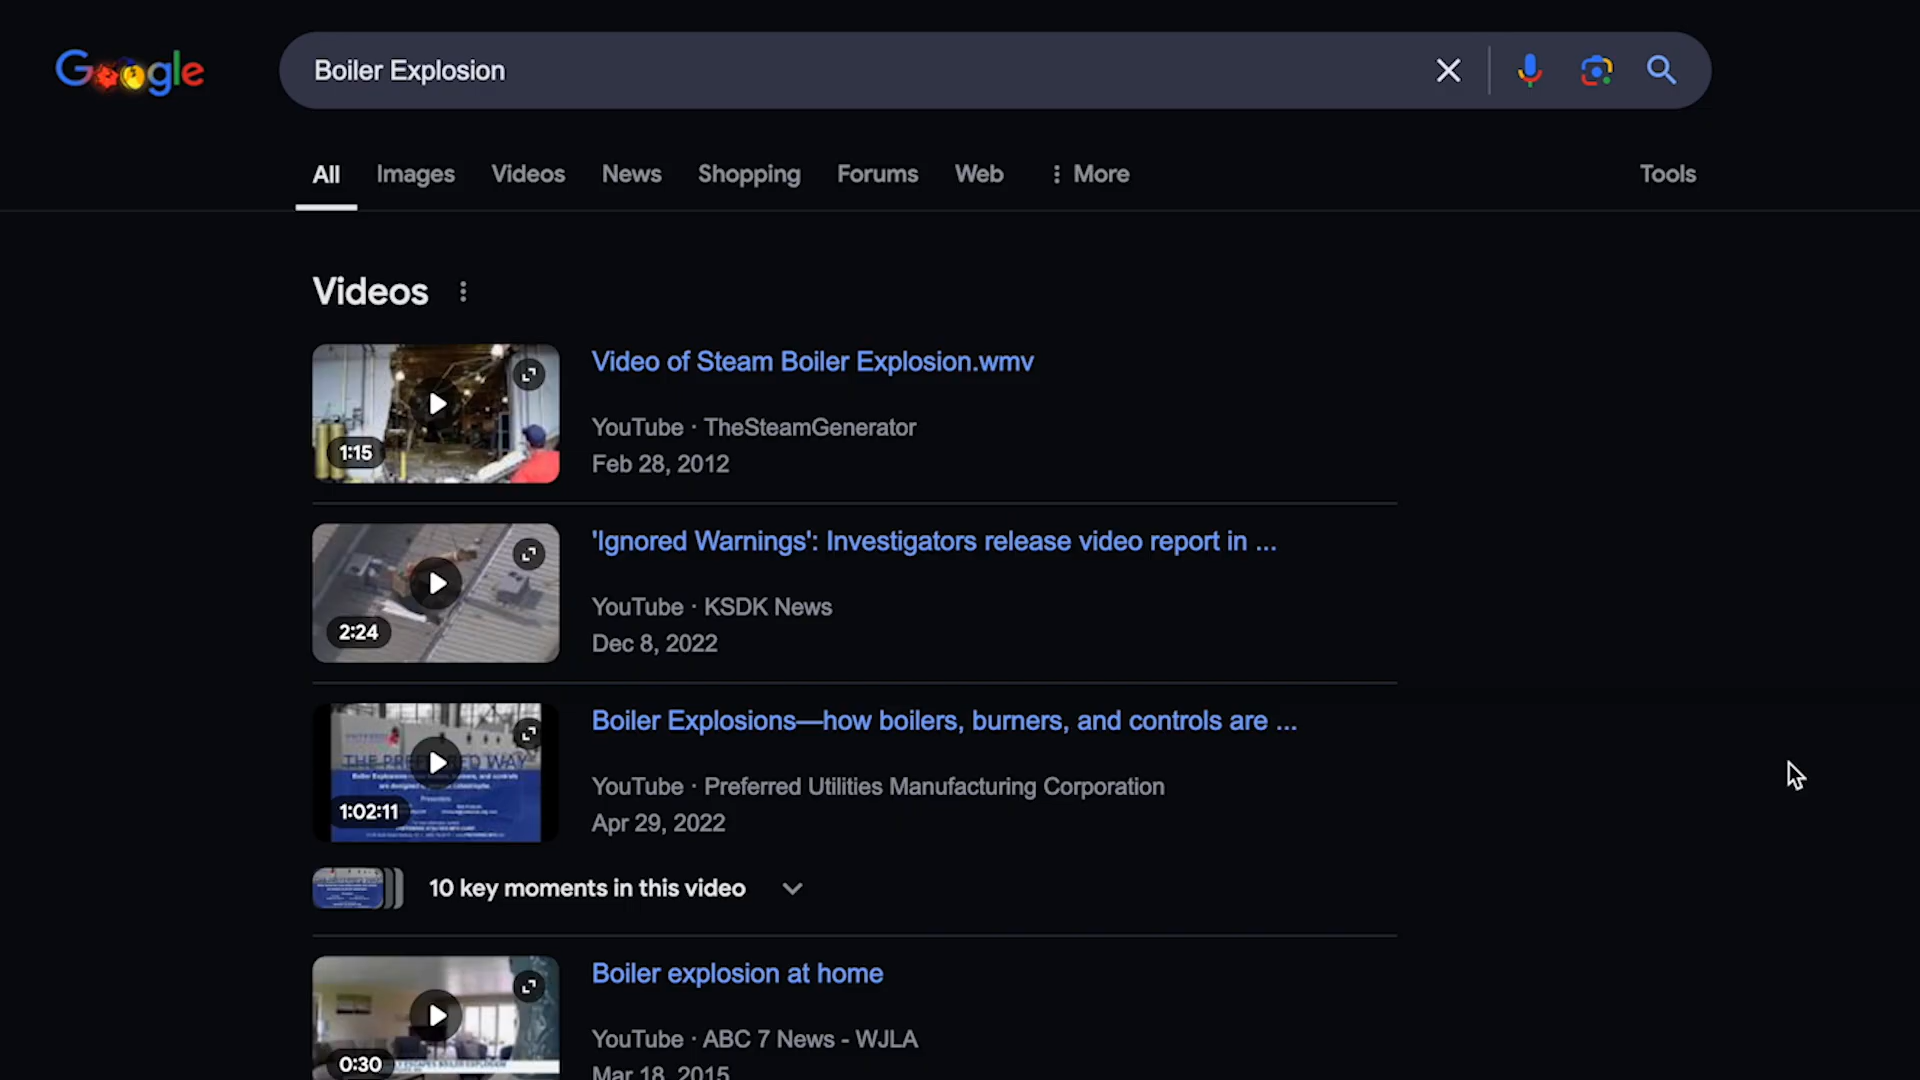 Google
Boiler Explosion
All Images Videos News Shopping Forums Web More Tools
Videos
1:15
Video of Steam Boiler Explosion.wmv
YouTube · TheSteamGenerator
Feb 28, 2012
2:24
'Ignored Warnings': Investigators release video report in ...
YouTube · KSDK News
Dec 8, 2022
THE PREFERRED WAY
1:02:11
Boiler Explosions—how boilers, burners, and controls are ...
YouTube · Preferred Utilities Manufacturing Corporation
Apr 29, 2022
10 key moments in this video
0:30
Boiler explosion at home
YouTube · ABC 7 News - WJLA
Mar 18, 2015